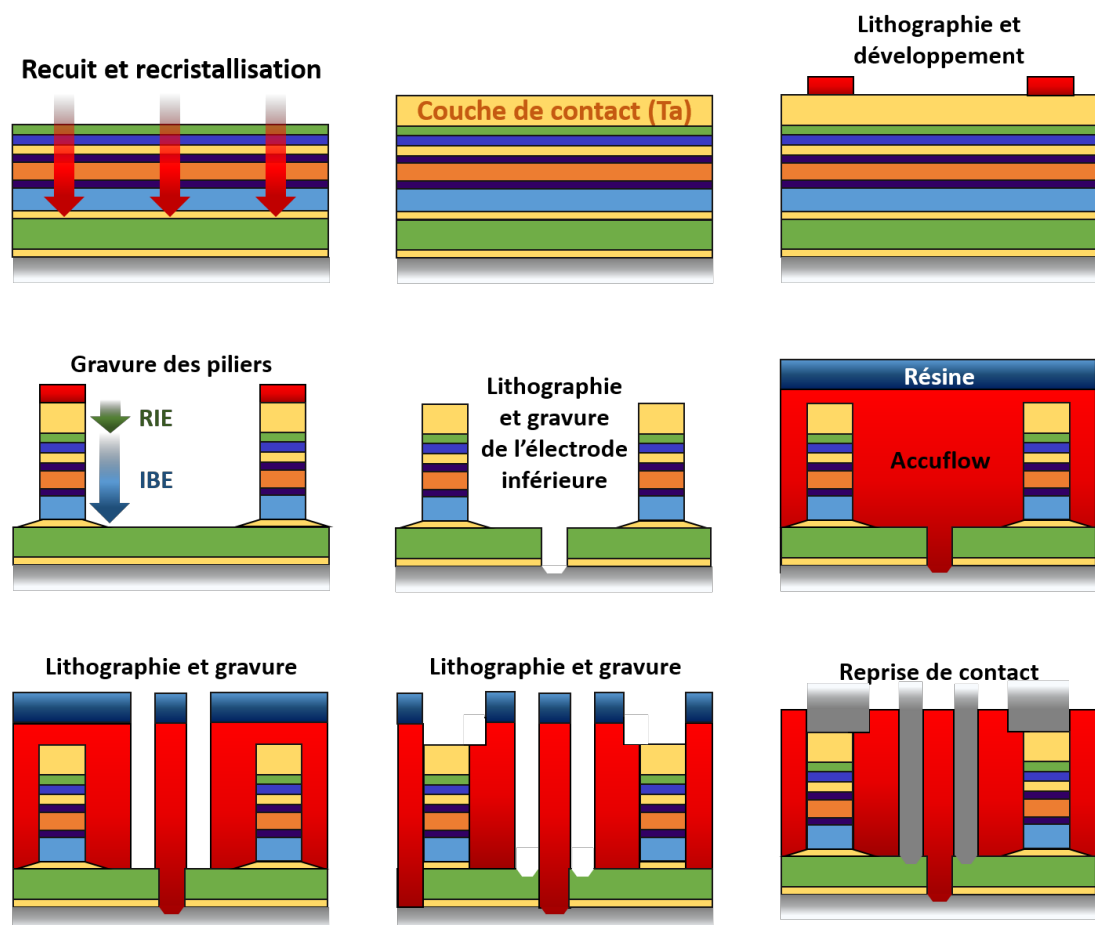 Recuit et recristallisation
Couche de contact (Ta)
Lithographie et
développement
Gravure des piliers
RIE
IBE
Lithographie
et gravure
de l'électrode
inférieure
Résine
Accuflow
Lithographie et gravure
Lithographie et gravure
Reprise de contact